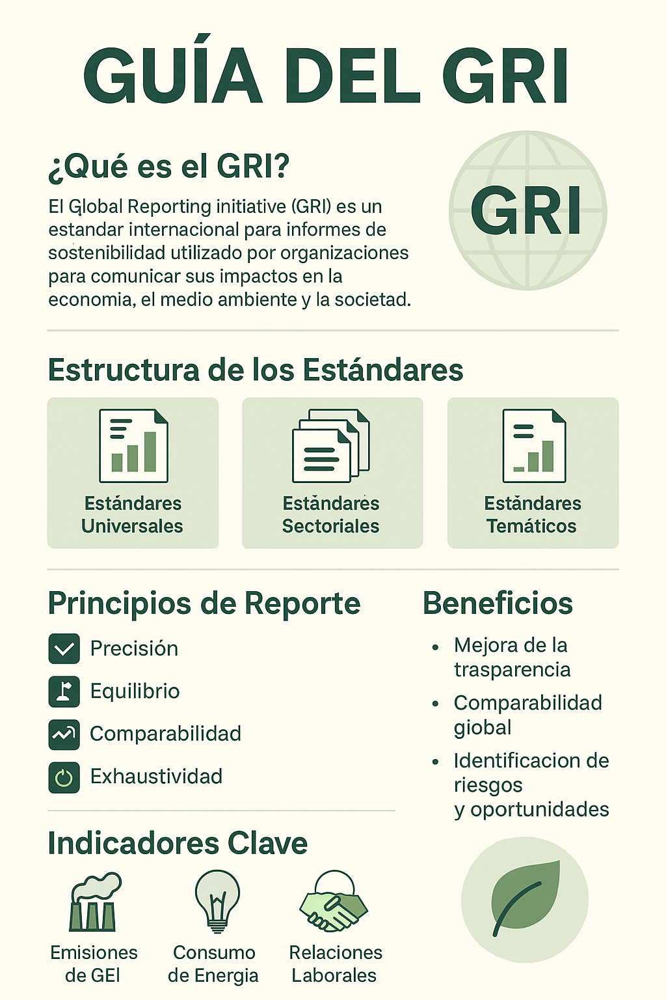 GUÍA DEL GRI
¿Qué es el GRI?
El Global Reporting initiative (GRI) es un
estandar internacional para informes de
sostenibilidad utilizado por organizaciones
para comunicar sus impactos en la
economia, el medio ambiente y la societad.
GRI
Estructura de los Estándares
Estándares
Universales
Estándares
Sectoriales
Estándares
Temáticos
Principios de Reporte
Precisión
Equilibrio
Comparabilidad
Exhaustividad
Beneficios
• Mejora de la
trasparencia
• Comparabilidad
giobal
• Identificacion de
riesgos
y oportunidades
Indicadores Clave
Emisiones
de GEl
Consumo
de Energia
Relaciones
Laborales